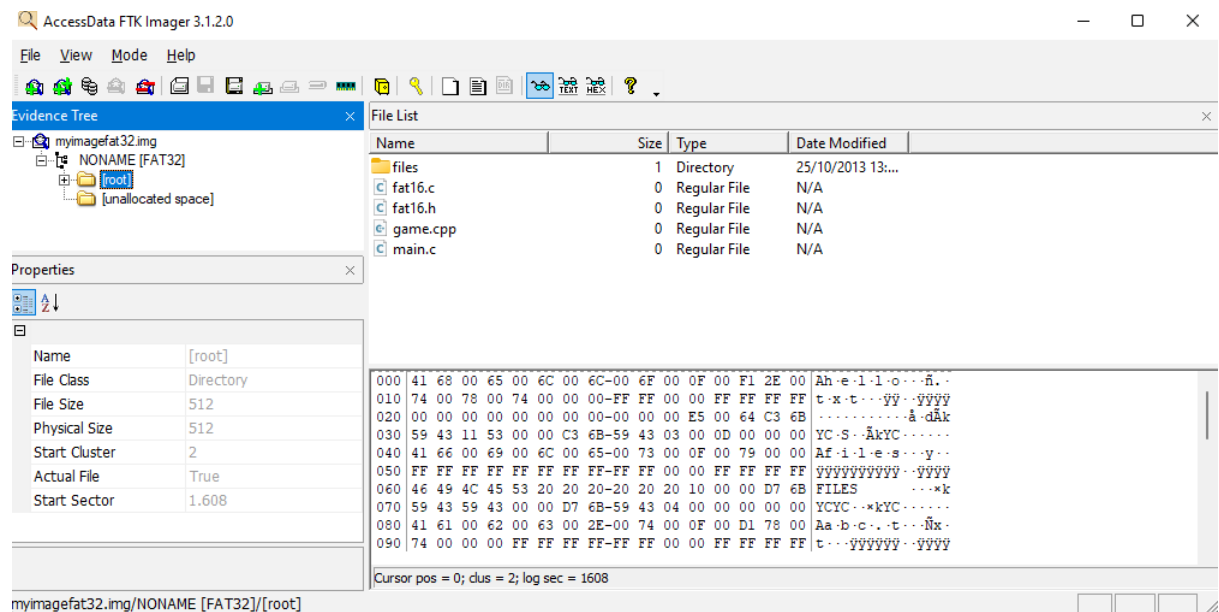 AccessData FTK Imager 3.1.2.0
File View Mode Help
TEXT HEX
Evidence Tree
myimagefat32.img
NONAME [FAT32]
[root]
[unallocated space]
File List
Name Size Type Date Modified
files 1 Directory 25/10/2013 13:...
fat16.c 0 Regular File N/A
fat16.h 0 Regular File N/A
game.cpp 0 Regular File N/A
main.c 0 Regular File N/A
Properties
Name [root]
File Class Directory
File Size 512
Physical Size 512
Start Cluster 2
Actual File True
Start Sector 1.608
000 41 68 00 65 00 6C 00 6C-00 6F 00 0F 00 F1 2E 00 Ah·e·l·l·o···ñ.·
010 74 00 78 00 74 00 00 00-FF FF 00 00 FF FF FF FF t·x·t···ÿÿ··ÿÿÿÿ
020 00 00 00 00 00 00 00 00-00 00 00 E5 00 64 C3 6B ···········å·dÃk
030 59 43 11 53 00 00 C3 6B-59 43 03 00 0D 00 00 00 YC·S··ÃkYC······
040 41 66 00 69 00 6C 00 65-00 73 00 0F 00 79 00 00 Af·i·l·e·s···y··
050 FF FF FF FF FF FF FF FF-FF FF 00 00 FF FF FF FF ÿÿÿÿÿÿÿÿÿÿ··ÿÿÿÿ
060 46 49 4C 45 53 20 20 20-20 20 20 10 00 00 D7 6B FILES ···×k
070 59 43 59 43 00 00 D7 6B-59 43 04 00 00 00 00 00 YCYC··×kYC······
080 41 61 00 62 00 63 00 2E-00 74 00 0F 00 D1 78 00 Aa·b·c·.·t···Ñx·
090 74 00 00 00 FF FF FF FF-FF FF 00 00 FF FF FF FF t···ÿÿÿÿÿÿ··ÿÿÿÿ
Cursor pos = 0; clus = 2; log sec = 1608
myimagefat32.img/NONAME [FAT32]/[root]